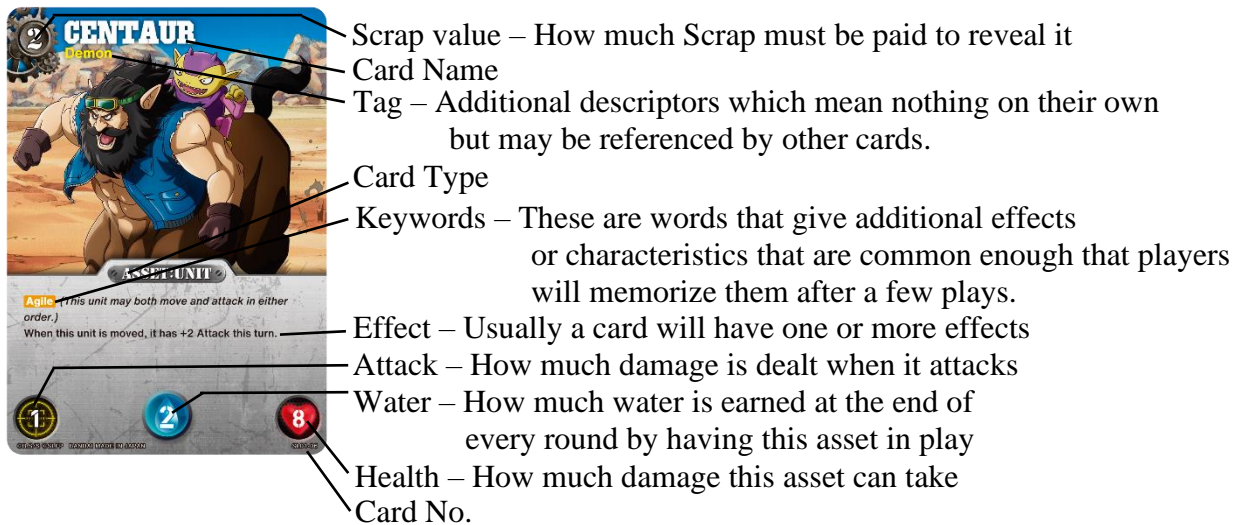 2
CENTAUR
Demon
ASSET:UNIT
Agile (This unit may both move and attack in either
order.)
When this unit is moved, it has +2 Attack this turn.
1
2
8
BANDAI MADE IN JAPAN
Scrap value – How much Scrap must be paid to reveal it
Card Name
Tag – Additional descriptors which mean nothing on their own
but may be referenced by other cards.
Card Type
Keywords – These are words that give additional effects
or characteristics that are common enough that players
will memorize them after a few plays.
Effect – Usually a card will have one or more effects
Attack – How much damage is dealt when it attacks
Water – How much water is earned at the end of
every round by having this asset in play
Health – How much damage this asset can take
Card No.